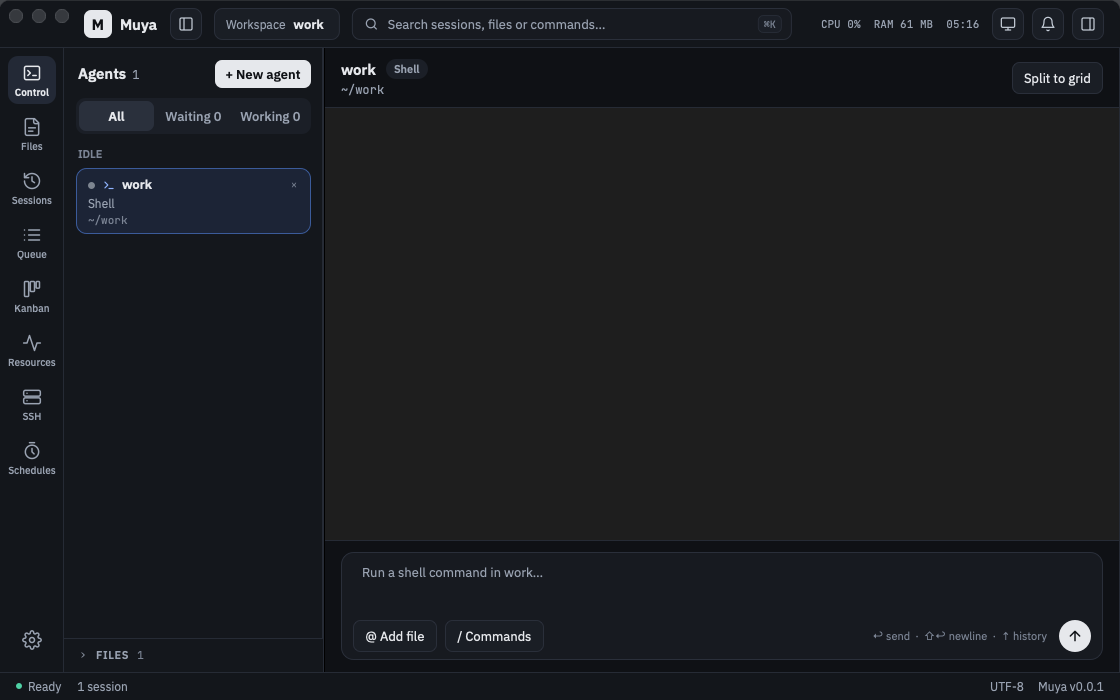 M Muya Workspace work Search sessions, files or commands... ⌘K CPU 0% RAM 61 MB 05:16
Control
Files
Sessions
Queue
Kanban
Resources
SSH
Schedules
Agents 1 + New agent
All Waiting 0 Working 0
IDLE
work ×
Shell
~/work
› FILES 1
work Shell
~/work
Split to grid
Run a shell command in work...
@ Add file / Commands ↩ send · ⇧↩ newline · ↑ history
Ready 1 session UTF-8 Muya v0.0.1